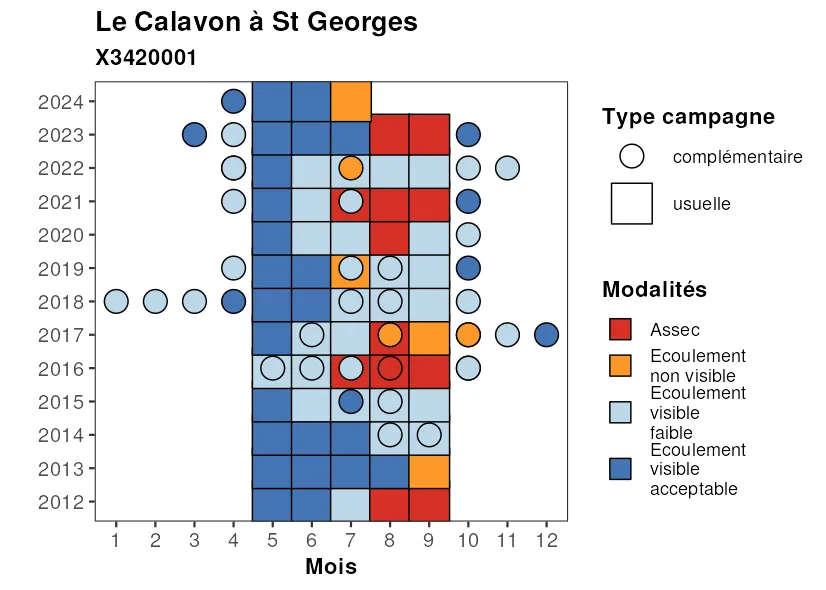 Le Calavon à St Georges
X3420001
2024
2023
2022
2021
2020
2019
2018
2017
2016
2015
2014
2013
2012
1 2 3 4 5 6 7 8 9 10 11 12
Mois
Type campagne
complémentaire
usuelle
Modalités
Assec
Ecoulement
non visible
Ecoulement
visible
faible
Ecoulement
visible
acceptable